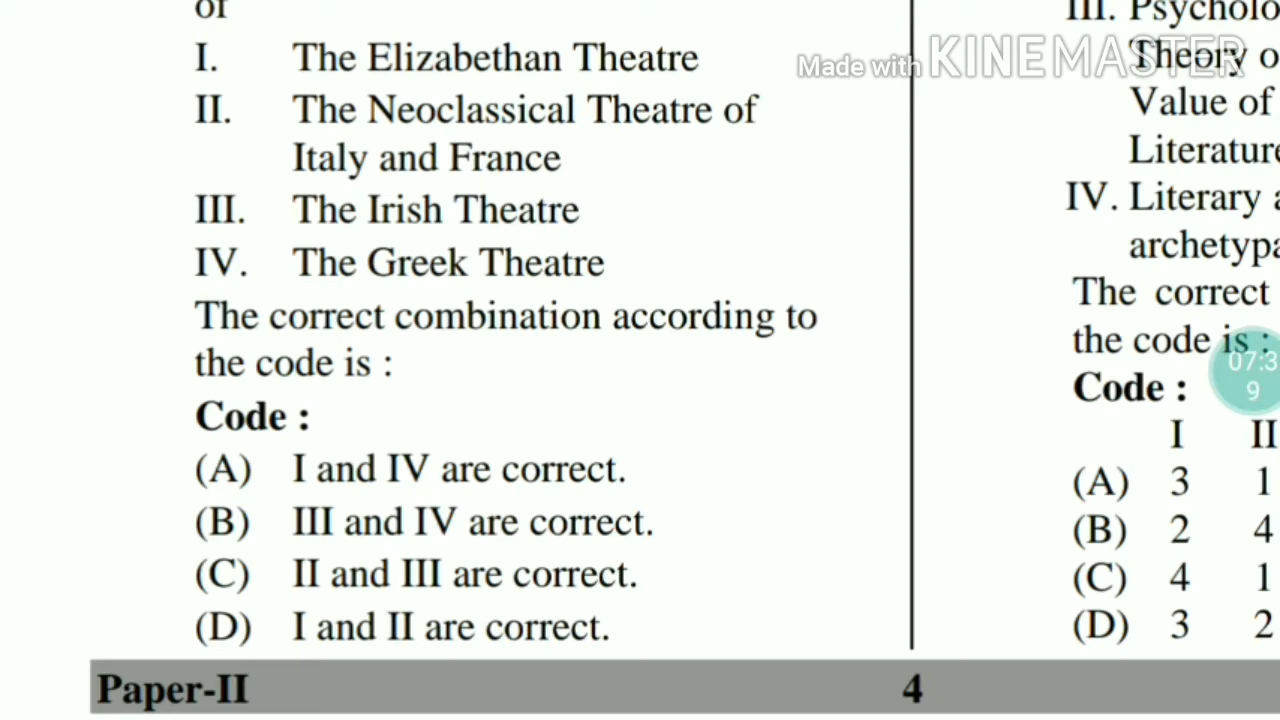 of
I. The Elizabethan Theatre
II. The Neoclassical Theatre of
Italy and France
III. The Irish Theatre
IV. The Greek Theatre
The correct combination according to
the code is :
Code :
(A) I and IV are correct.
(B) III and IV are correct.
(C) II and III are correct.
(D) I and II are correct.
III.
Theory
Value of
Literature
IV. Literary
The correct
the code is :
Code :
I II
(A) 3 1
(B) 2 4
(C) 4 1
(D) 3 2
Made with KINEMASTER
07:3
9
Paper-II 4